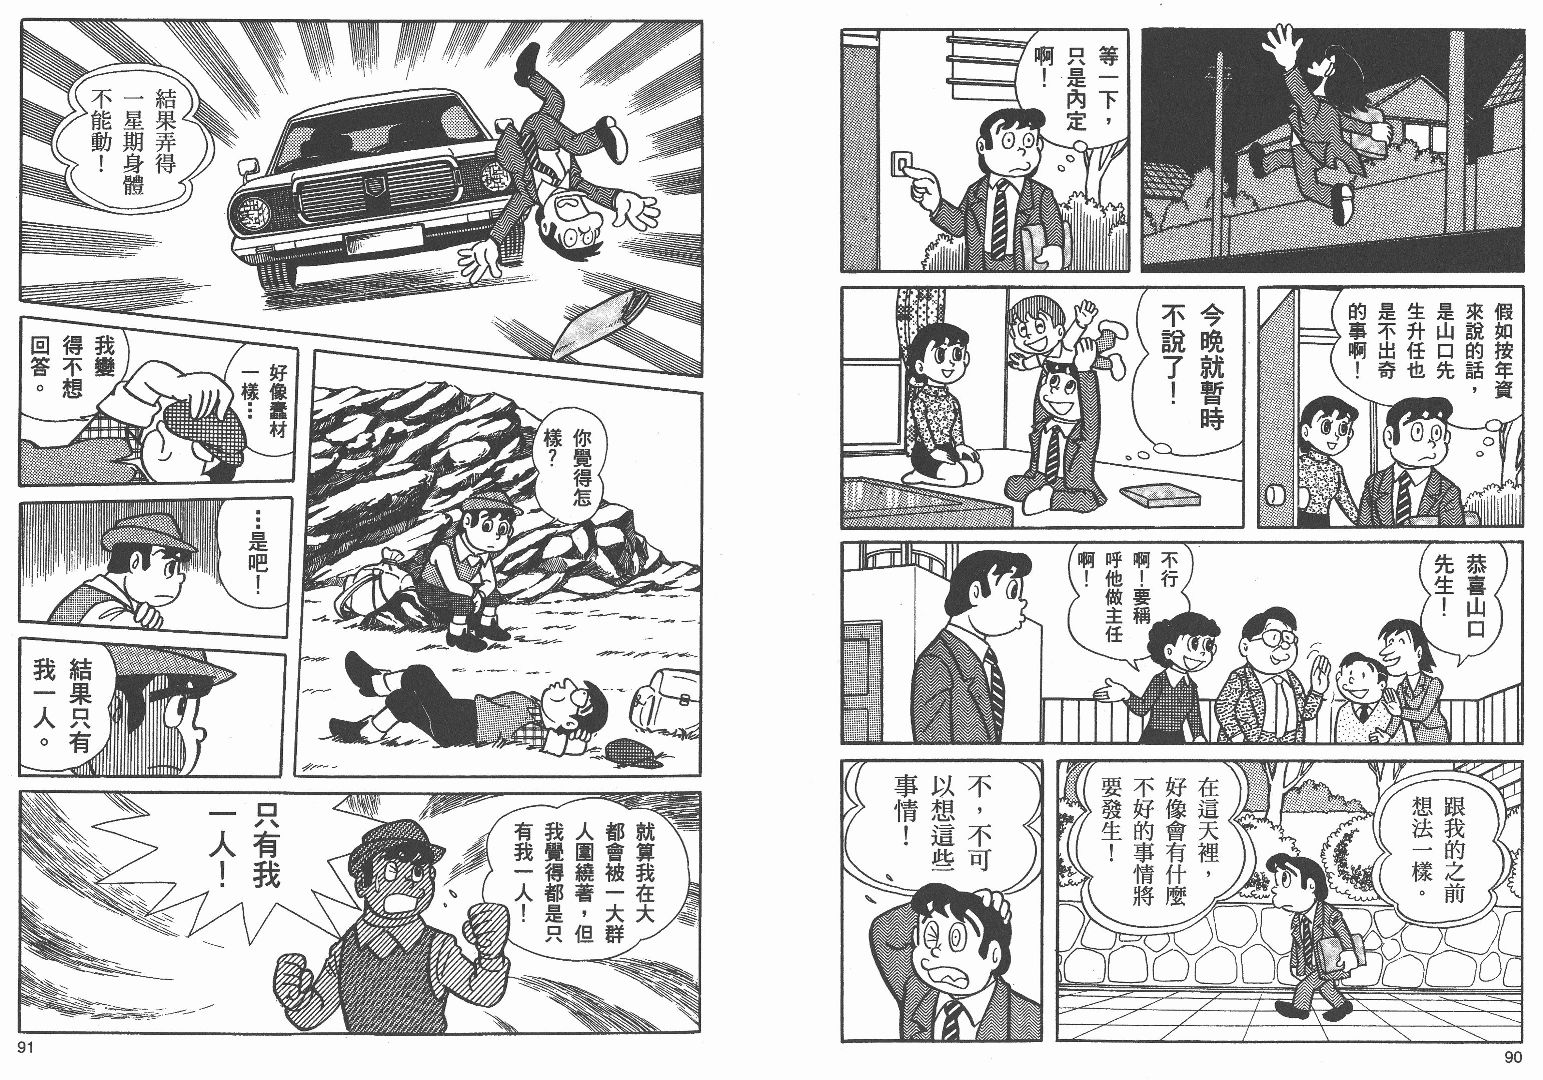 等一下，
只是內定
啊！
假如按年資
來說的話，
是山口先
生升任也
是不出奇
的事啊！
今晚就暫時
不說了！
恭喜山口
先生！
不行
啊！要稱
呼他做主任
啊！
跟我的之前
想法一樣。
在這天裡，
好像會有什麼
不好的事情將
要發生！
不，不可
以想這些
事情！
90
結果弄得
一星期身體
不能動！
你覺得怎
樣？
好像蠢材
一樣…
我變
得不想
回答。
…是吧！
結果只有
我一人。
就算我在大
都會被一大群
人圍繞著，但
我覺得都是只
有我一人！
只有我
一人！
91